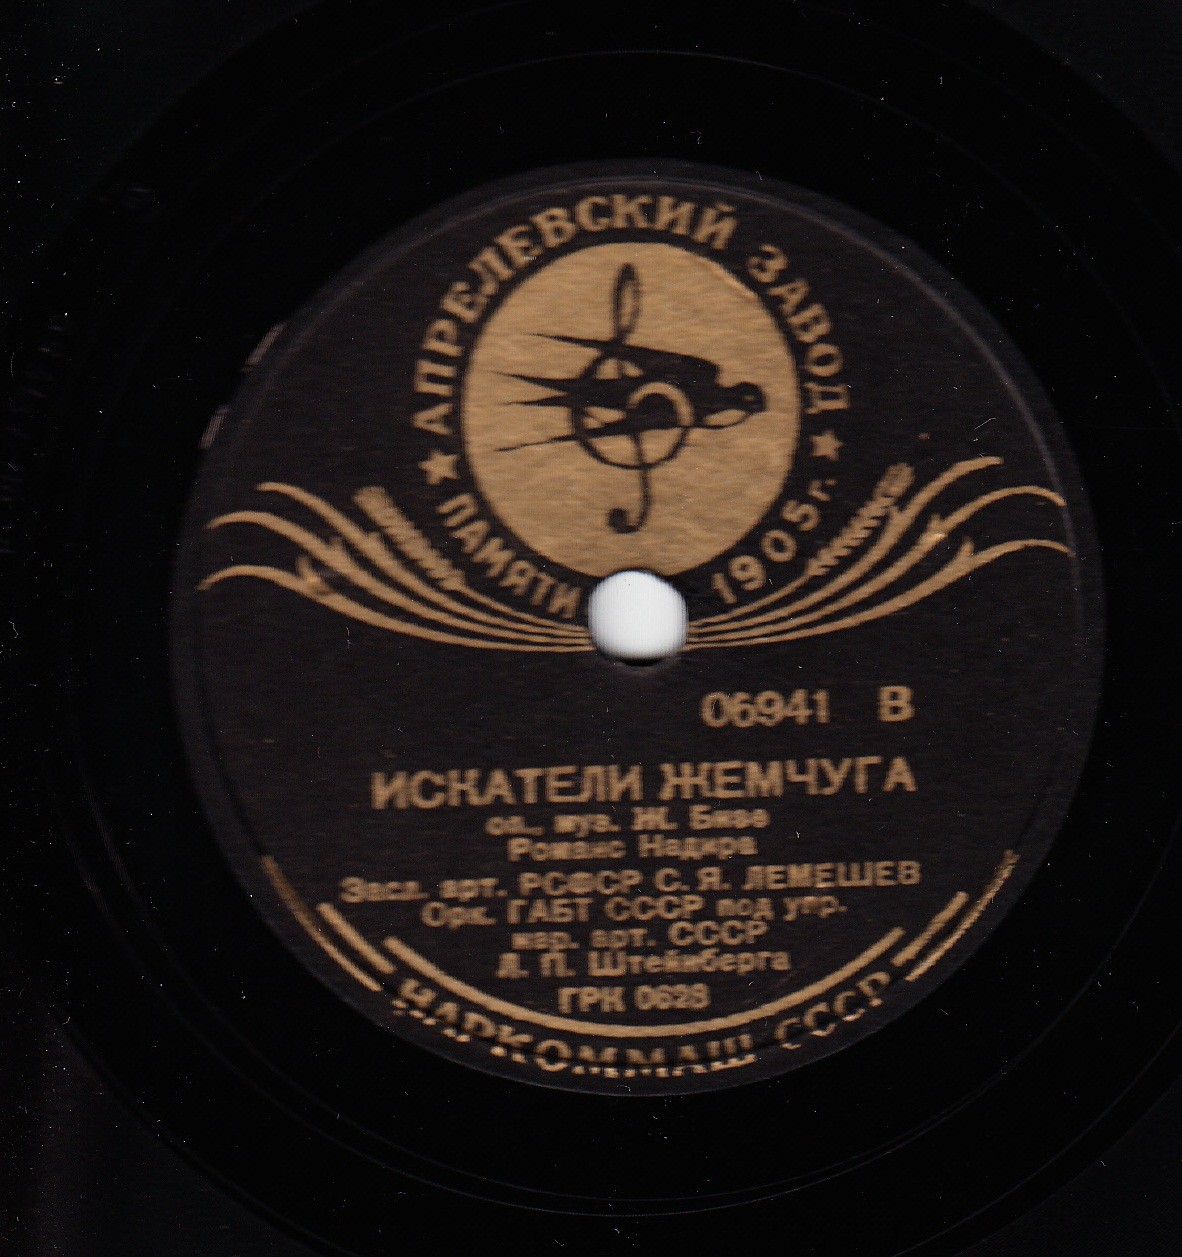 ★ АПРЕЛЕВСКИЙ ЗАВОД ★
ПАМЯТИ 1905 г.
06941 В
ИСКАТЕЛИ ЖЕМЧУГА
оп., муз. Ж. Бизе
Романс Надира
Засл. арт. РСФСР С. Я. ЛЕМЕШЕВ
Орк. ГАБТ СССР под упр.
нар. арт. СССР
Л. П. Штейнберга
ГРК 0628
НАРКОММАШ СССР